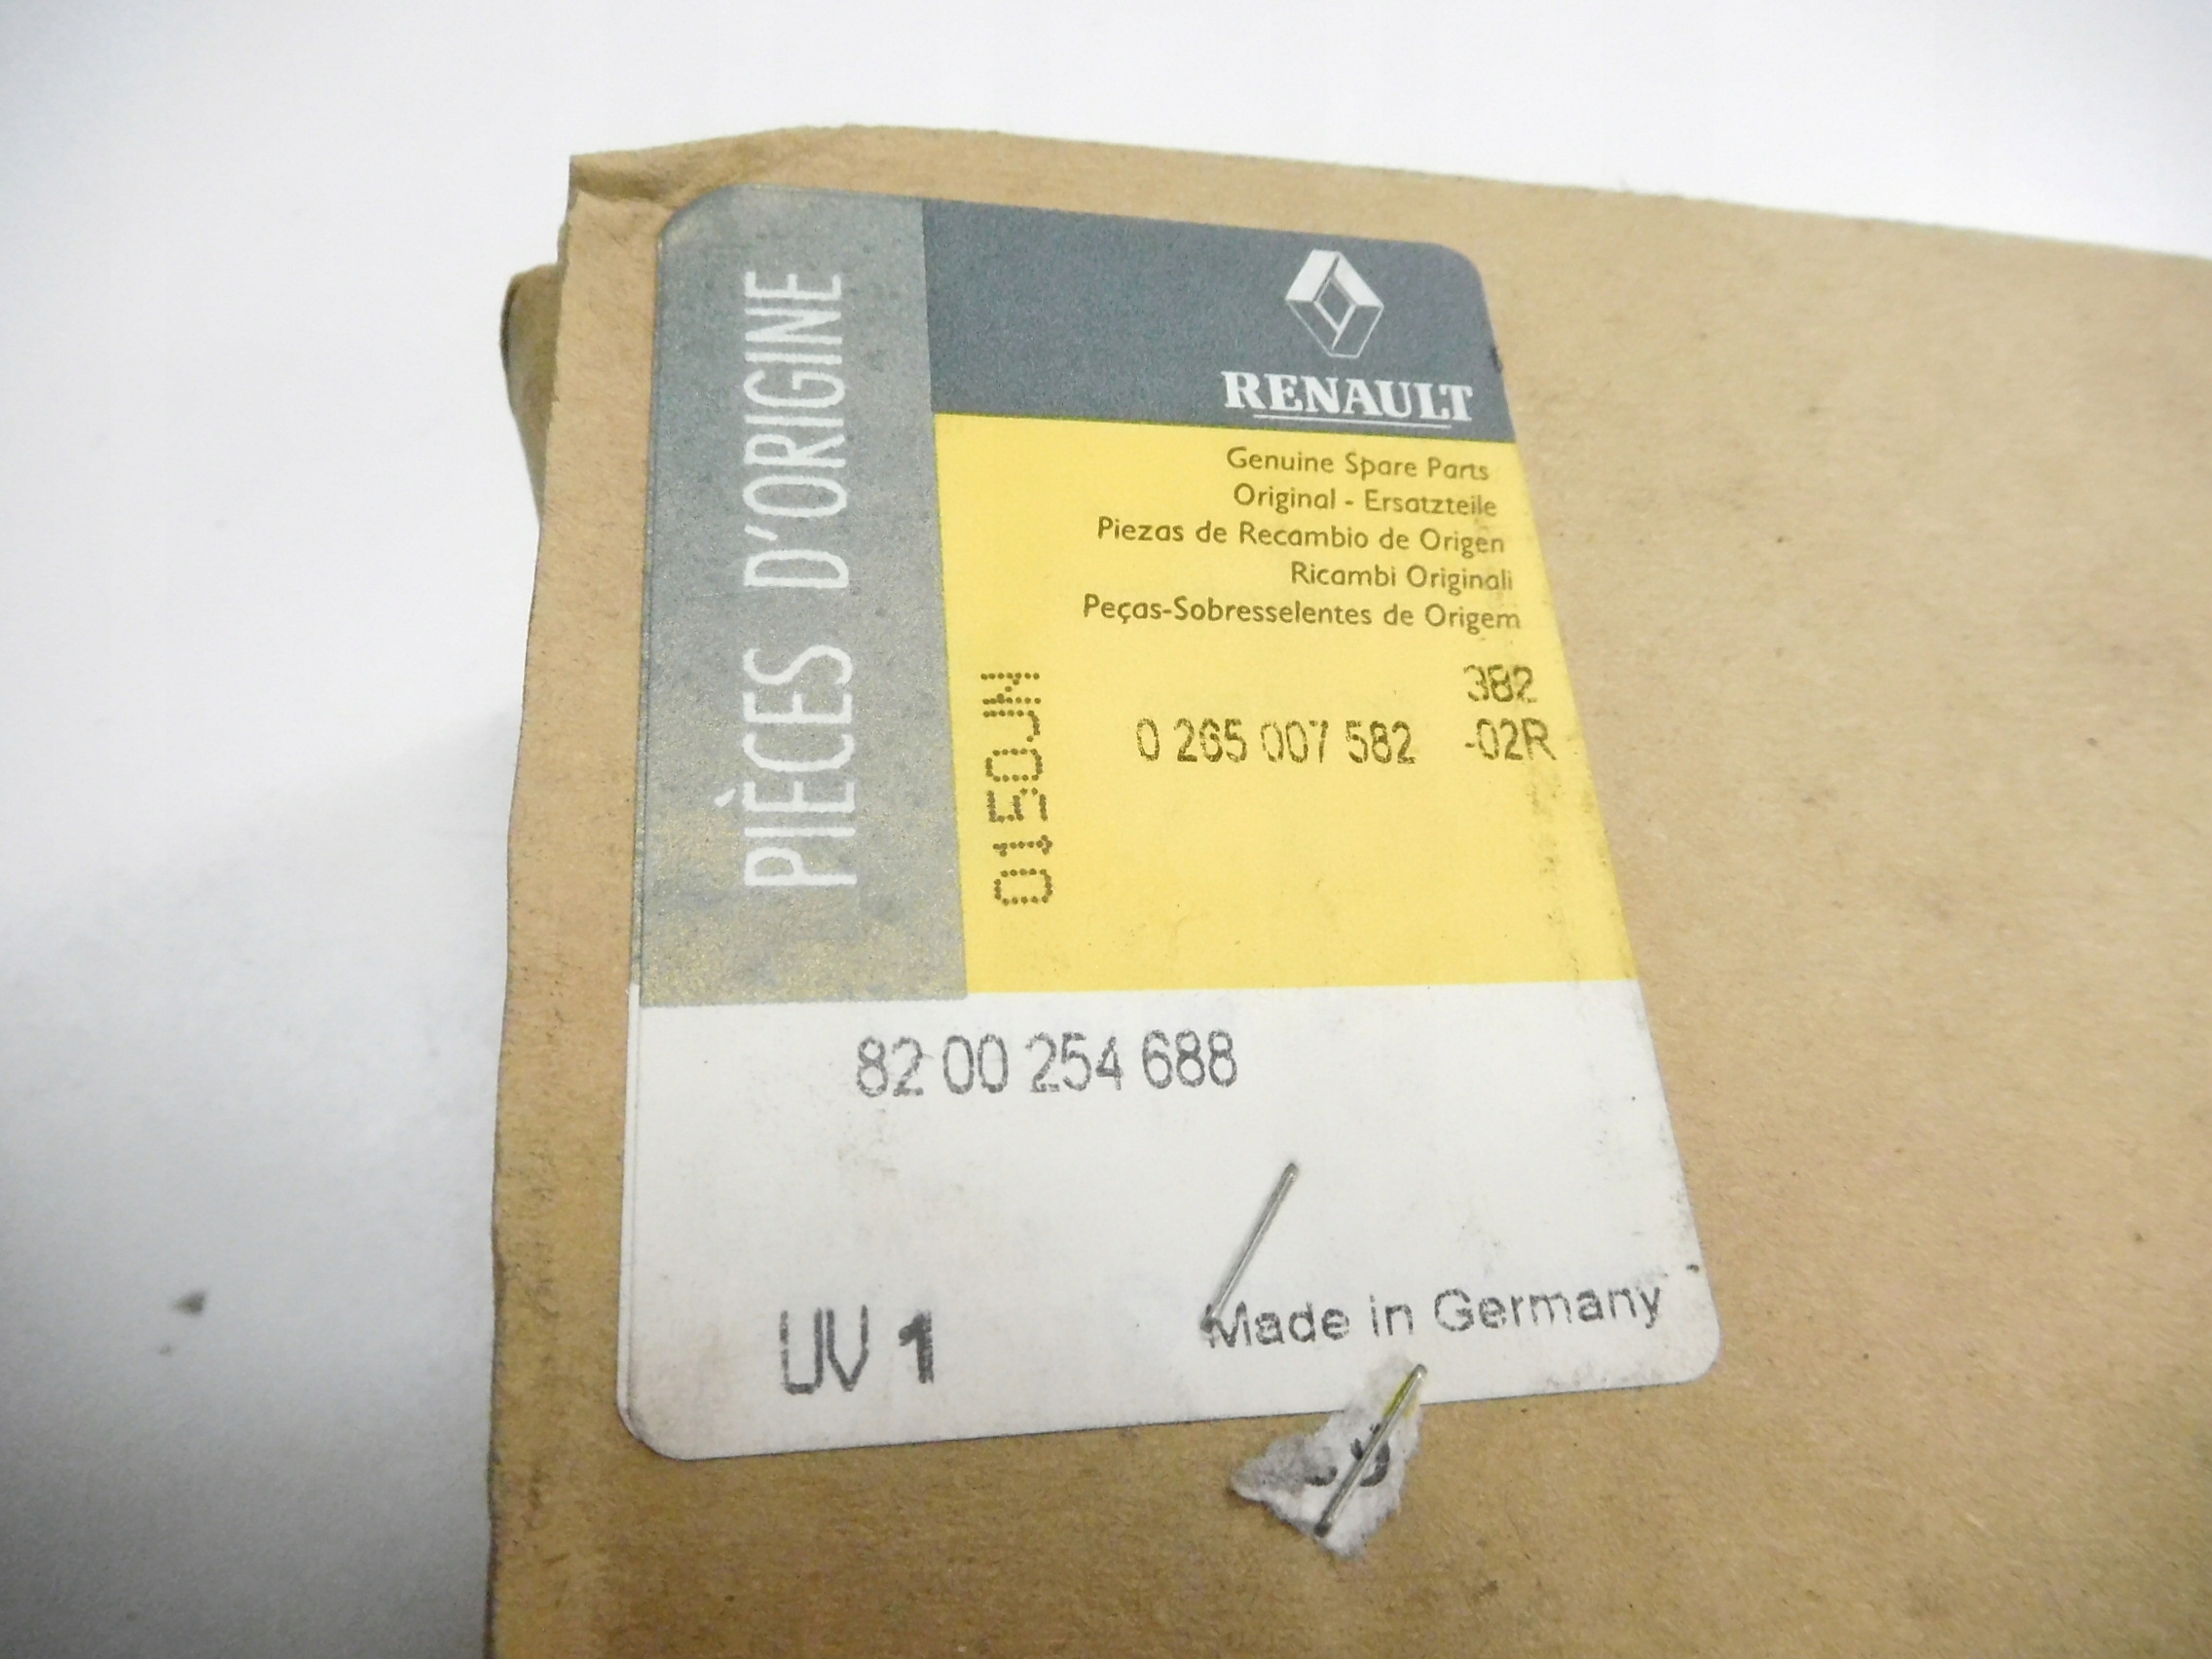 PIÈCES D'ORIGINE
RENAULT
Genuine Spare Parts
Original - Ersatzteile
Piezas de Recambio de Origen
Ricambi Originali
Peças-Sobresselentes de Origem
3B2
0 265 007 582 -02R
0150JN
82 00 254 688
UV 1
Made in Germany